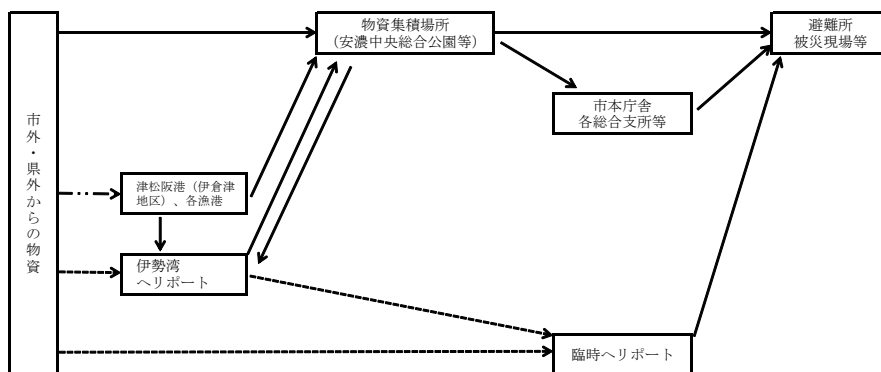 市外・県外からの物資
物資集積場所
（安濃中央総合公園等）
避難所
被災現場等
市本庁舎
各総合支所等
津松阪港（伊倉津
地区）、各漁港
伊勢湾
ヘリポート
臨時ヘリポート